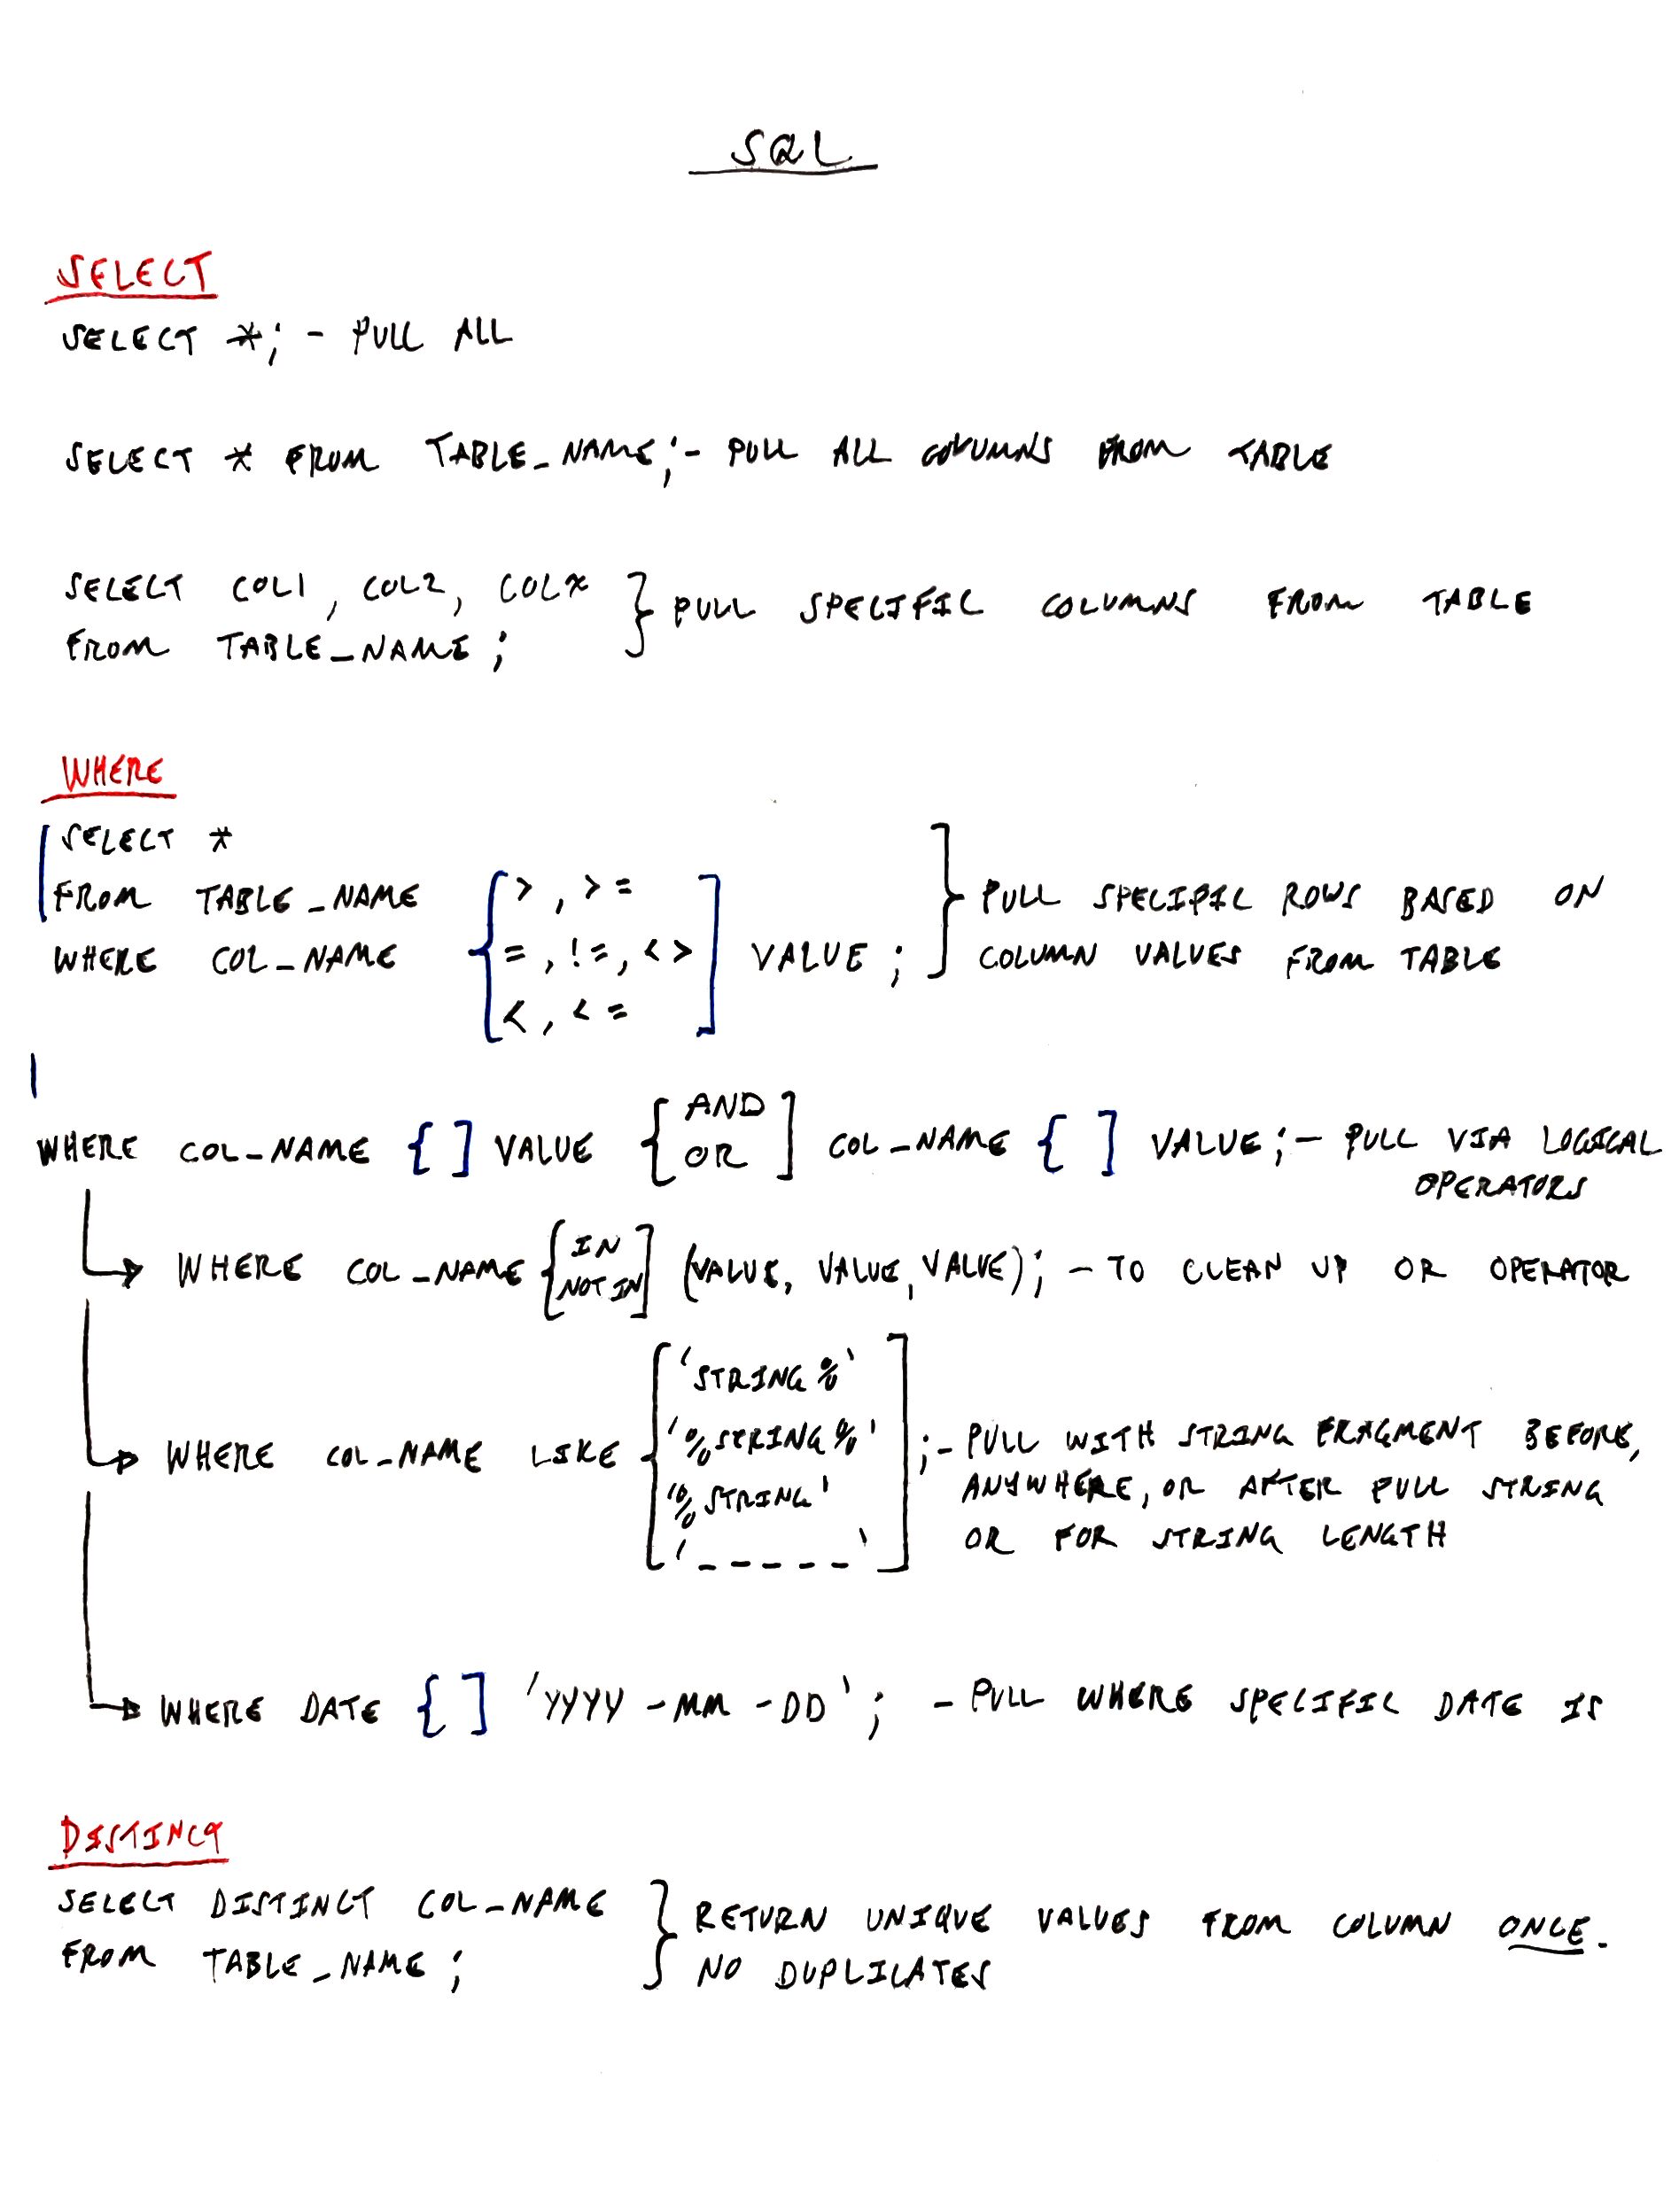 SQL
SELECT
SELECT *; - PULL ALL
SELECT * FROM TABLE_NAME; - PULL ALL COLUMNS FROM TABLE
SELECT COL1, COL2, COLX } PULL SPECIFIC COLUMNS FROM TABLE
FROM TABLE_NAME;
WHERE
SELECT *
FROM TABLE_NAME { >, >= } PULL SPECIFIC ROWS BASED ON
WHERE COL_NAME { =, !=, <> ] VALUE ; } COLUMN VALUES FROM TABLE
<, <=
WHERE COL_NAME { ] VALUE { AND OR ] COL_NAME { ] VALUE; - PULL VIA LOGICAL
OPERATORS
WHERE COL_NAME { IN NOT IN ] (VALUE, VALUE, VALUE); - TO CLEAN UP OR OPERATOR
'STRING%'
WHERE COL_NAME LIKE { '%STRING%' ] ; - PULL WITH STRING FRAGMENT BEFORE,
'%STRING' ANYWHERE, OR AFTER FULL STRING
'_ _ _ _ _' OR FOR STRING LENGTH
WHERE DATE { ] 'YYYY-MM-DD'; - PULL WHERE SPECIFIC DATE IS
DISTINCT
SELECT DISTINCT COL_NAME } RETURN UNIQUE VALUES FROM COLUMN ONCE.
FROM TABLE_NAME; NO DUPLICATES